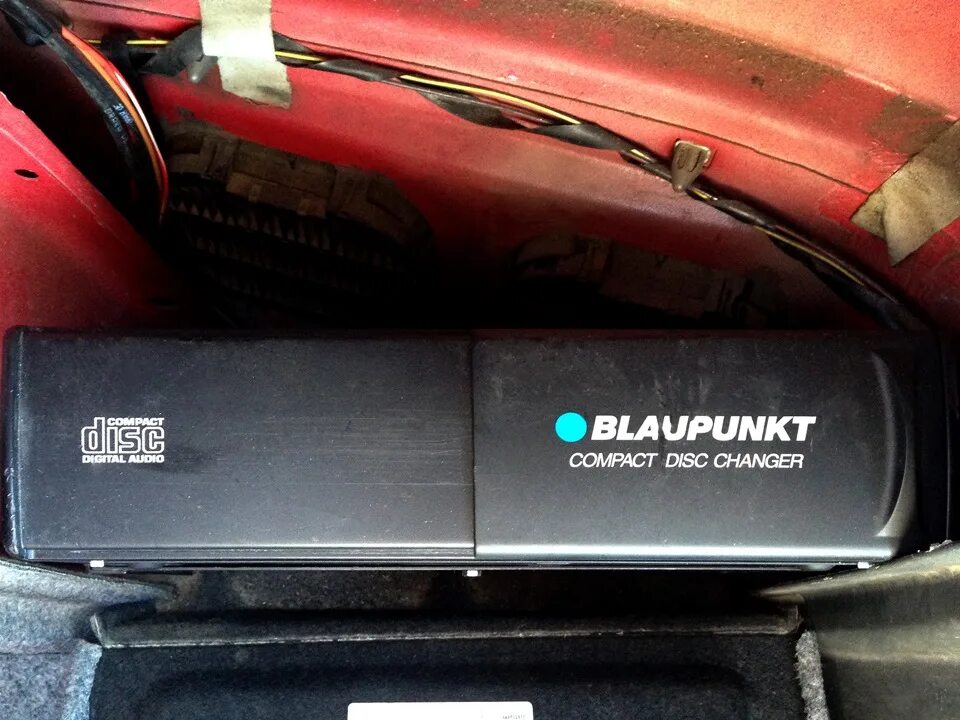 COMPACT
disc
DIGITAL AUDIO
BLAUPUNKT
COMPACT DISC CHANGER